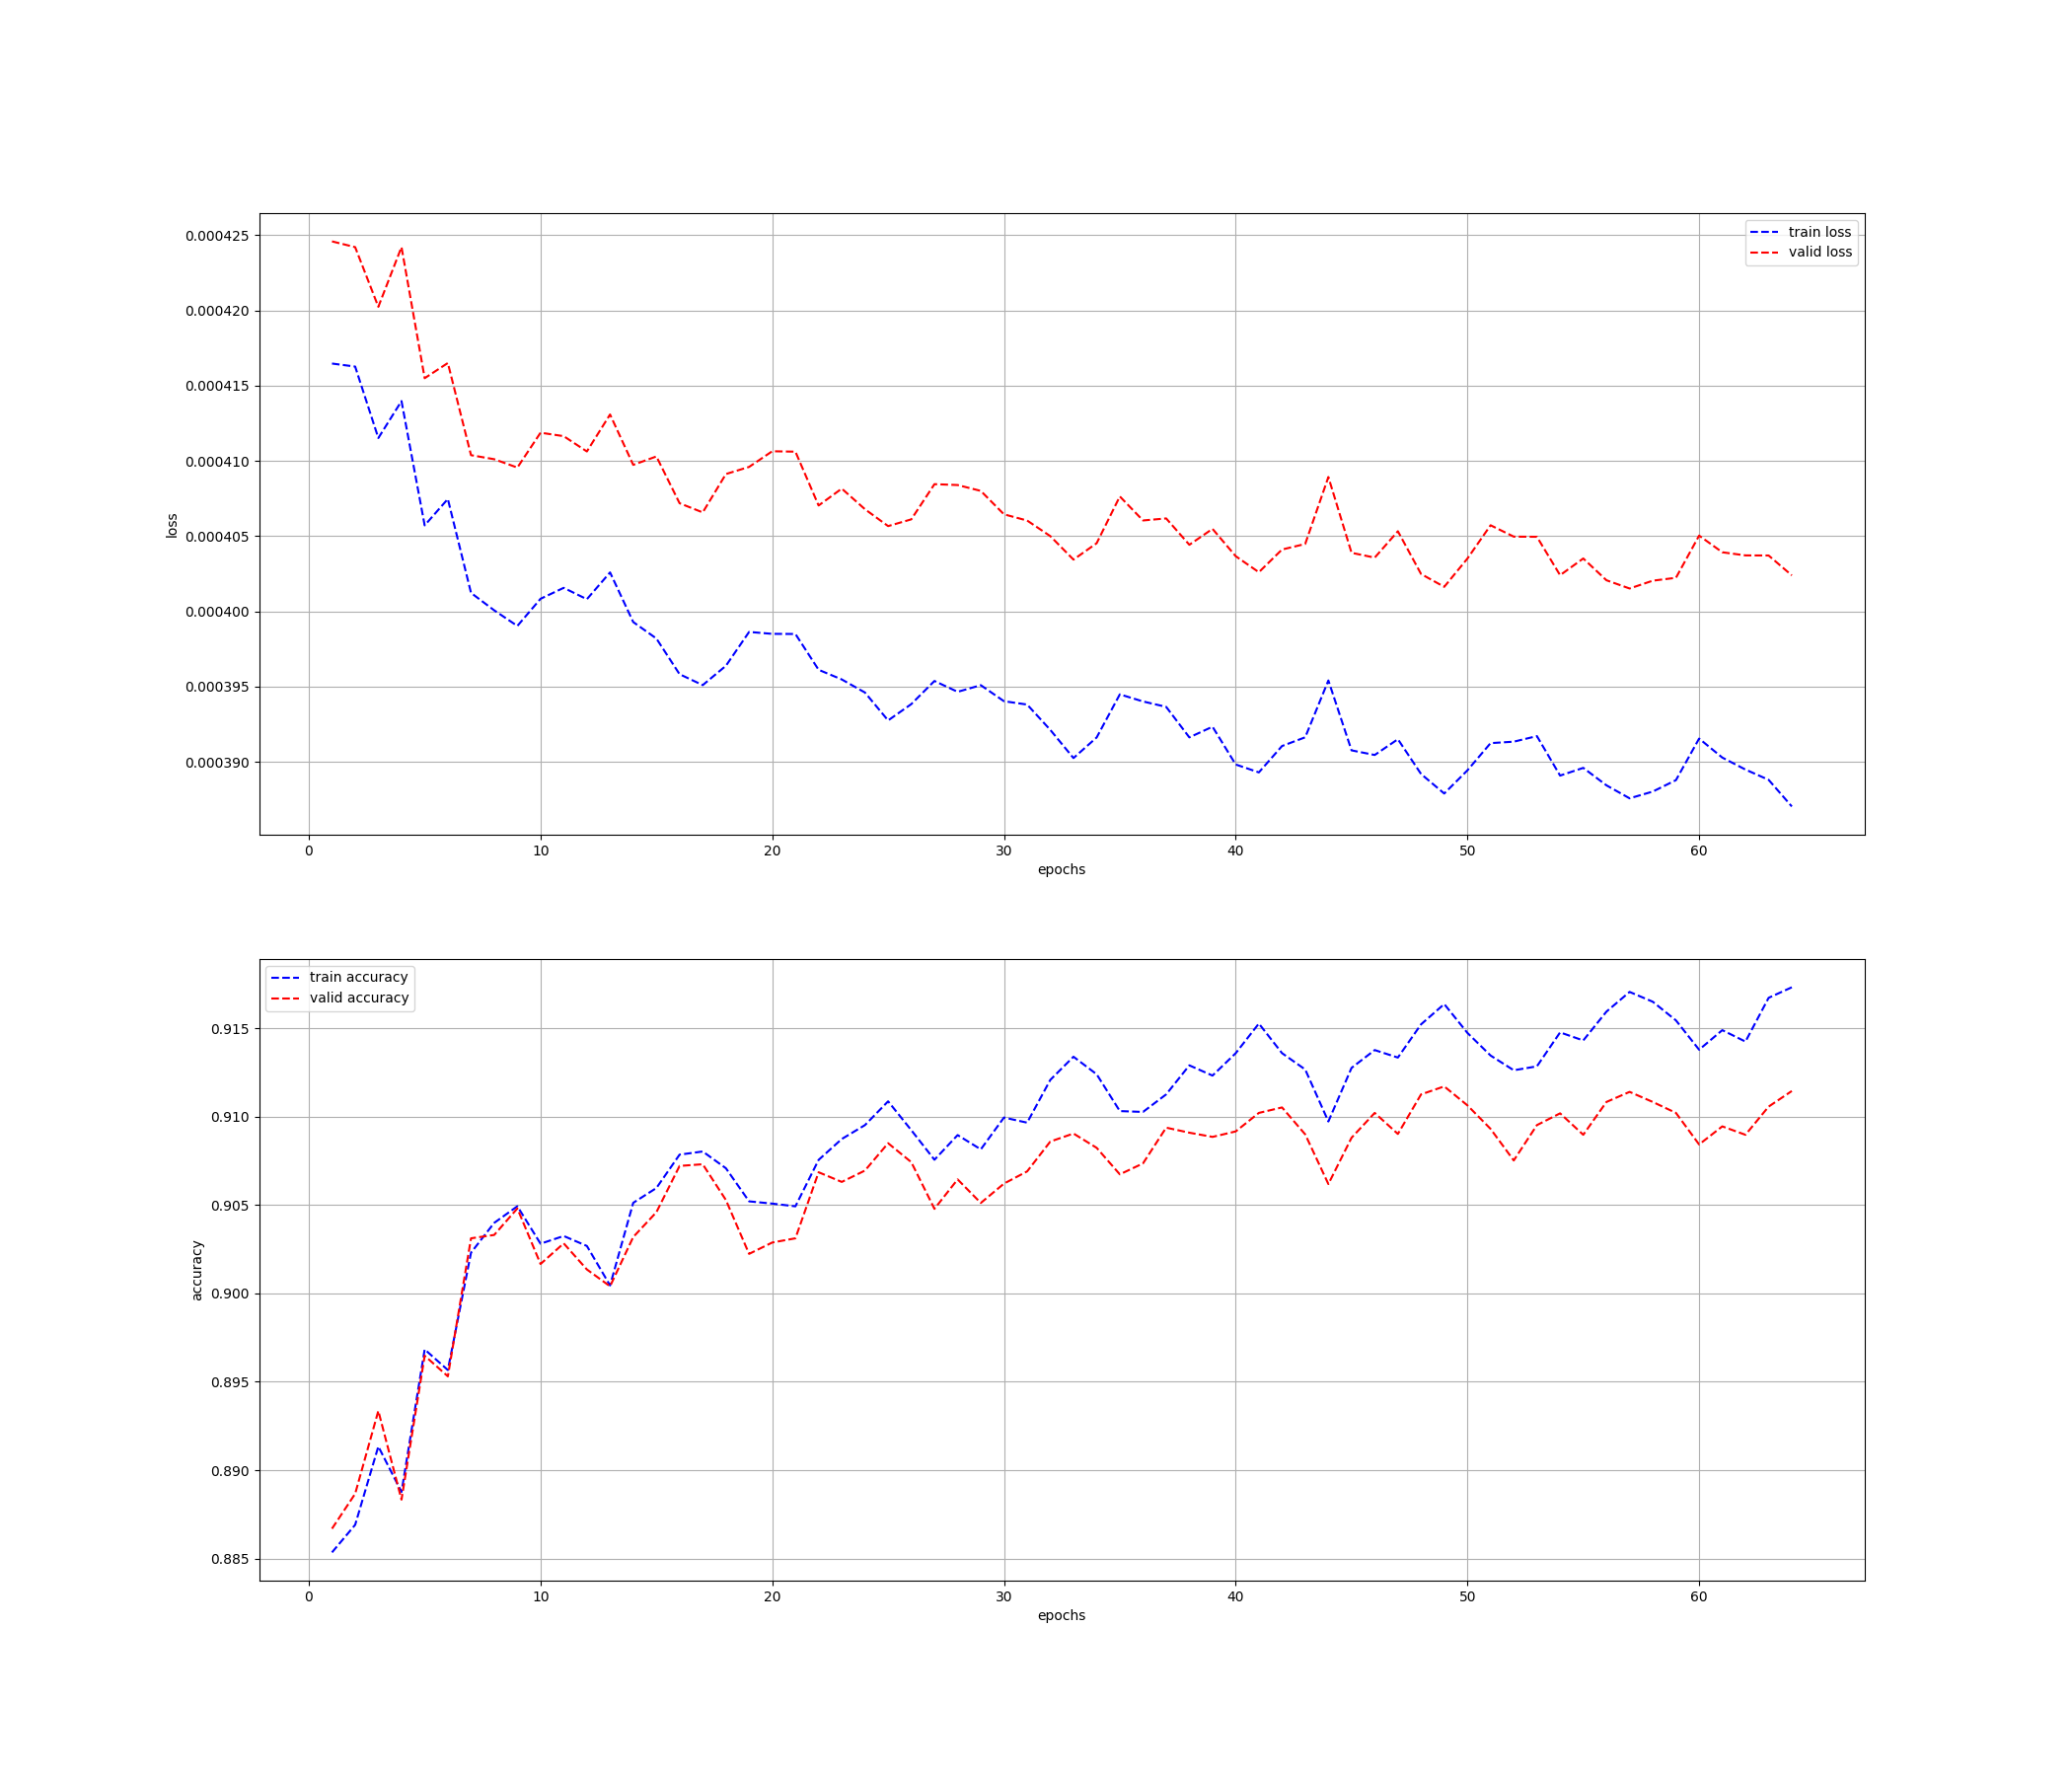 train loss
valid loss
0.000425
0.000420
0.000415
0.000410
0.000405
0.000400
0.000395
0.000390
loss
0 10 20 30 40 50 60
epochs
train accuracy
valid accuracy
0.915
0.910
0.905
0.900
0.895
0.890
0.885
accuracy
0 10 20 30 40 50 60
epochs